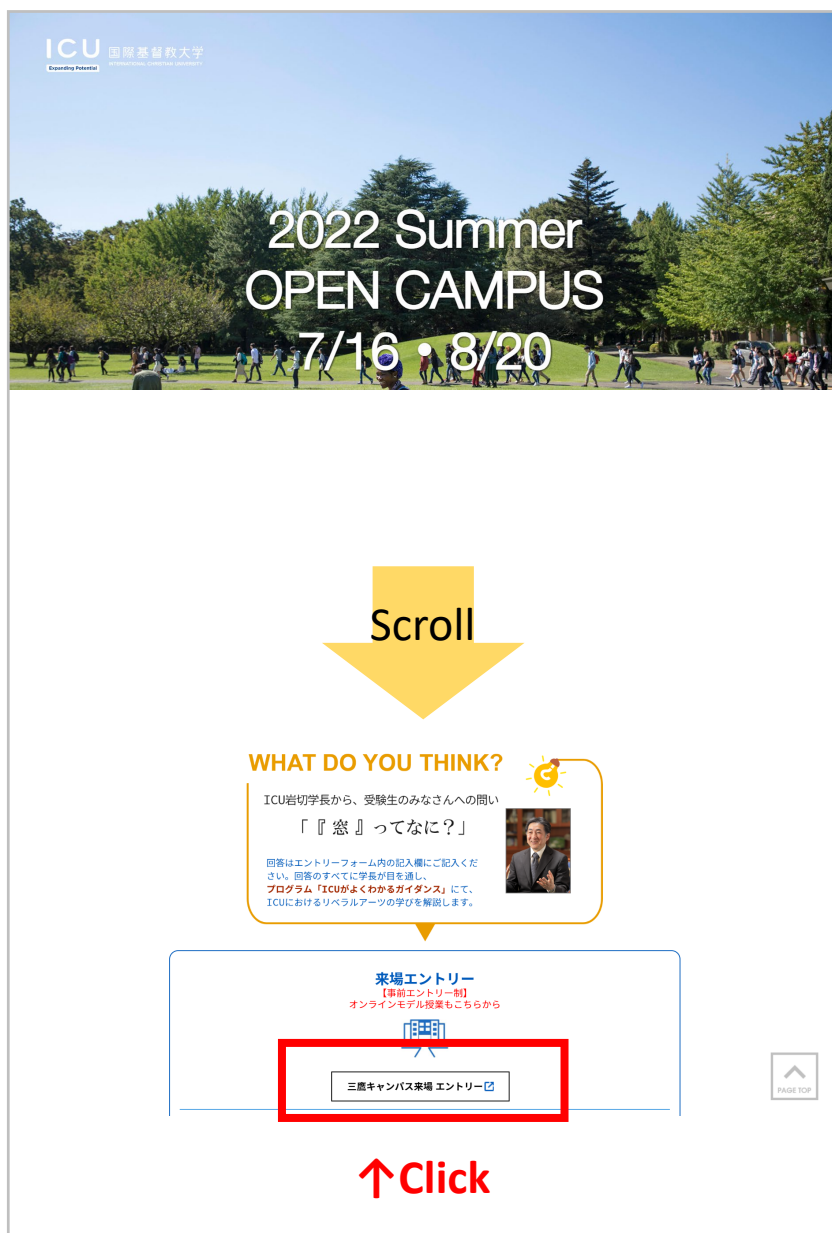 ICU 国際基督教大学
INTERNATIONAL CHRISTIAN UNIVERSITY
Expanding Potential
2022 Summer
OPEN CAMPUS
7/16・8/20
Scroll
WHAT DO YOU THINK?
ICU岩切学長から、受験生のみなさんへの問い
「『窓』ってなに?」
回答はエントリーフォーム内の記入欄にご記入くだ
さい。回答のすべてに学長が目を通し、
プログラム「ICUがよくわかるガイダンス」にて、
ICUにおけるリベラルアーツの学びを解説します。
来場エントリー
【事前エントリー制】
オンラインモデル授業もこちらから
三鷹キャンパス来場 エントリー
PAGE TOP
↑Click